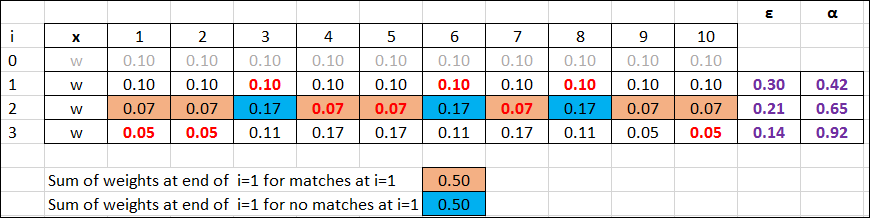 ε α
i x 1 2 3 4 5 6 7 8 9 10
0 w 0.10 0.10 0.10 0.10 0.10 0.10 0.10 0.10 0.10 0.10
1 w 0.10 0.10 0.10 0.10 0.10 0.10 0.10 0.10 0.10 0.10 0.30 0.42
2 w 0.07 0.07 0.17 0.07 0.07 0.17 0.07 0.17 0.07 0.07 0.21 0.65
3 w 0.05 0.05 0.11 0.17 0.17 0.11 0.17 0.11 0.05 0.05 0.14 0.92
Sum of weights at end of i=1 for matches at i=1 0.50
Sum of weights at end of i=1 for no matches at i=1 0.50